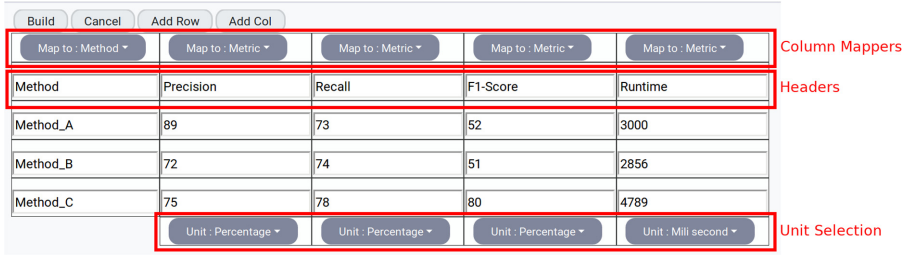 Build Cancel Add Row Add Col
Map to : Method Map to : Metric Map to : Metric Map to : Metric Map to : Metric Column Mappers
Method Precision Recall F1-Score Runtime Headers
Method_A 89 73 52 3000
Method_B 72 74 51 2856
Method_C 75 78 80 4789
Unit : Percentage Unit : Percentage Unit : Percentage Unit : Mili second Unit Selection